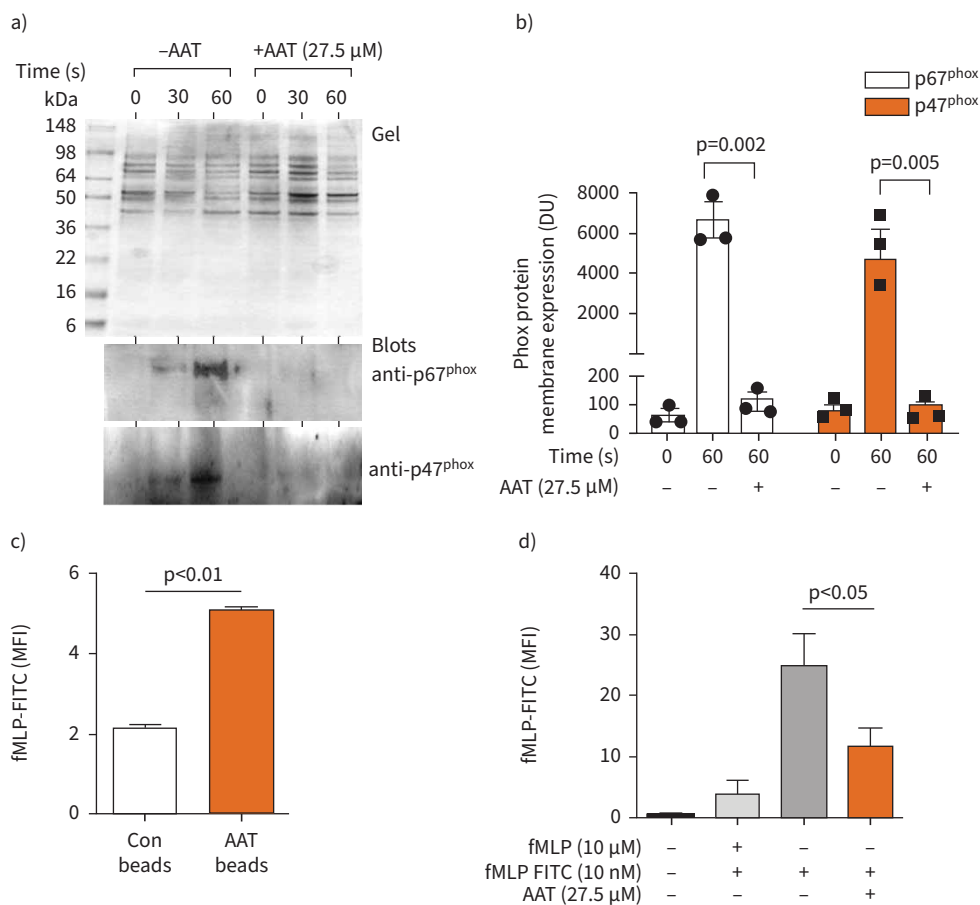 a)
–AAT +AAT (27.5 µM)
Time (s)
kDa 0 30 60 0 30 60
148
98
64
50
36
22
16
6
Gel
Blots
anti-p67phox
anti-p47phox
b)
p67phox
p47phox
p=0.002
p=0.005
Phox protein
membrane expression (DU)
8000
6000
4000
2000
200
100
0
Time (s) 0 60 60 0 60 60
AAT (27.5 µM) – – + – – +
c)
p<0.01
fMLP-FITC (MFI)
6
4
2
0
Con beads
AAT beads
d)
p<0.05
fMLP-FITC (MFI)
40
30
20
10
0
fMLP (10 µM) – + – –
fMLP FITC (10 nM) – + + +
AAT (27.5 µM) – – – +